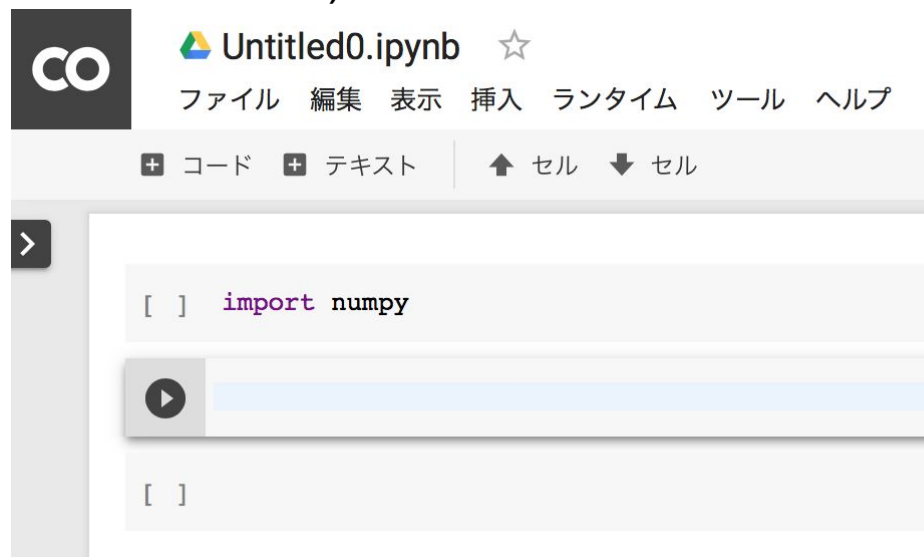 CO
Untitled0.ipynb
ファイル 編集 表示 挿入 ランタイム ツール ヘルプ
コード テキスト セル セル
[ ] import numpy
[ ]